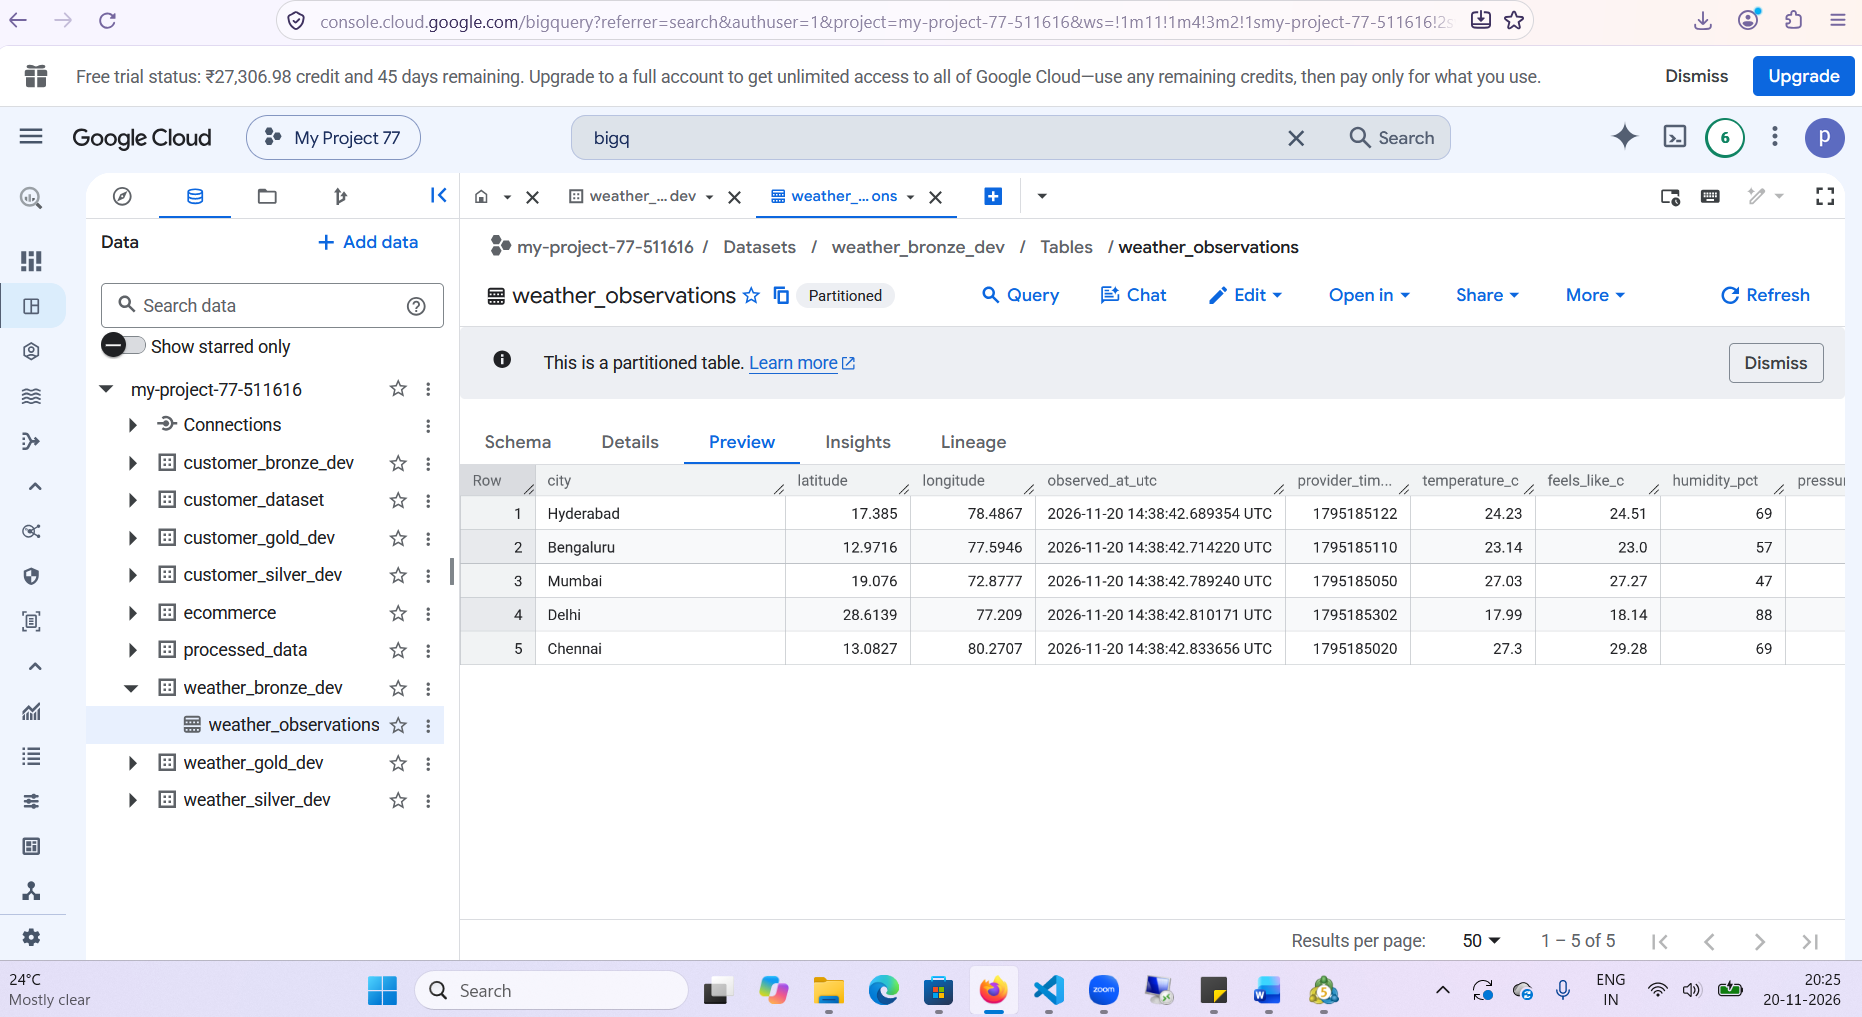 console.cloud.google.com/bigquery?referrer=search&authuser=1&project=my-project-77-511616&ws=!1m11!1m4!3m2!1smy-project-77-511616!2s
Free trial status: ₹27,306.98 credit and 45 days remaining. Upgrade to a full account to get unlimited access to all of Google Cloud—use any remaining credits, then pay only for what you use.
Dismiss
Upgrade
Google Cloud
My Project 77
bigq
Search
6
p
Data
Add data
Search data
Show starred only
my-project-77-511616
Connections
customer_bronze_dev
customer_dataset
customer_gold_dev
customer_silver_dev
ecommerce
processed_data
weather_bronze_dev
weather_observations
weather_gold_dev
weather_silver_dev
weather_...dev
weather_...ons
my-project-77-511616 / Datasets / weather_bronze_dev / Tables / weather_observations
weather_observations Partitioned Query Chat Edit Open in Share More Refresh
This is a partitioned table. Learn more
Dismiss
Schema Details Preview Insights Lineage
Row city latitude longitude observed_at_utc provider_tim... temperature_c feels_like_c humidity_pct pressu
1 Hyderabad 17.385 78.4867 2026-11-20 14:38:42.689354 UTC 1795185122 24.23 24.51 69
2 Bengaluru 12.9716 77.5946 2026-11-20 14:38:42.714220 UTC 1795185110 23.14 23.0 57
3 Mumbai 19.076 72.8777 2026-11-20 14:38:42.789240 UTC 1795185050 27.03 27.27 47
4 Delhi 28.6139 77.209 2026-11-20 14:38:42.810171 UTC 1795185302 17.99 18.14 88
5 Chennai 13.0827 80.2707 2026-11-20 14:38:42.833656 UTC 1795185020 27.3 29.28 69
Results per page: 50 1 – 5 of 5
24°C
Mostly clear
Search
zoom
ENG
IN
20:25
20-11-2026